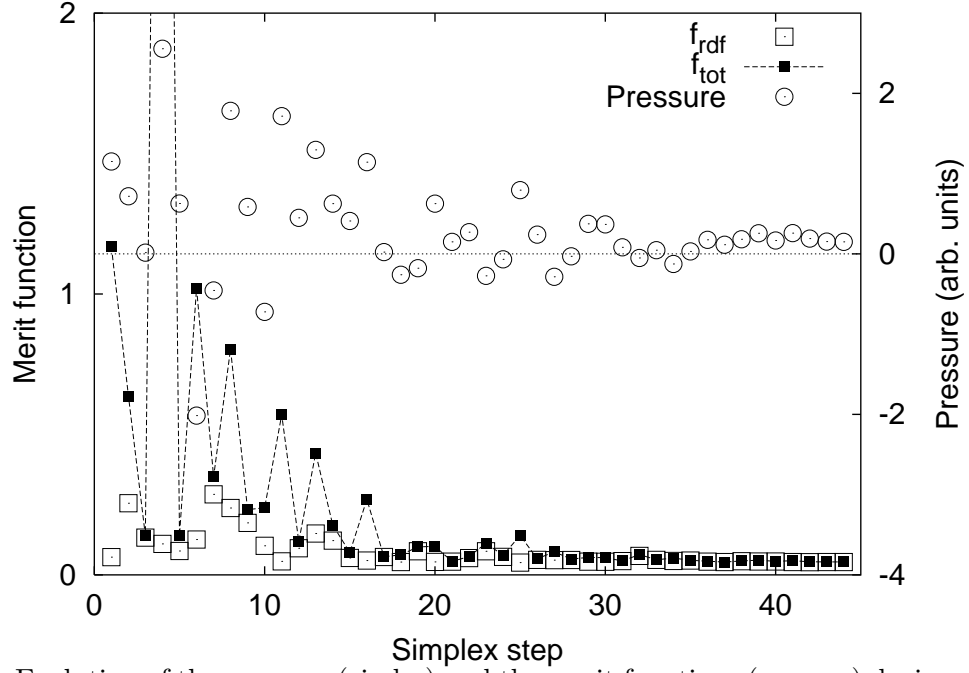 2
f_rdf
f_tot
Pressure
2
Merit function
1
0
Pressure (arb. units)
-2
0
-4
0
10
20
30
40
Simplex step